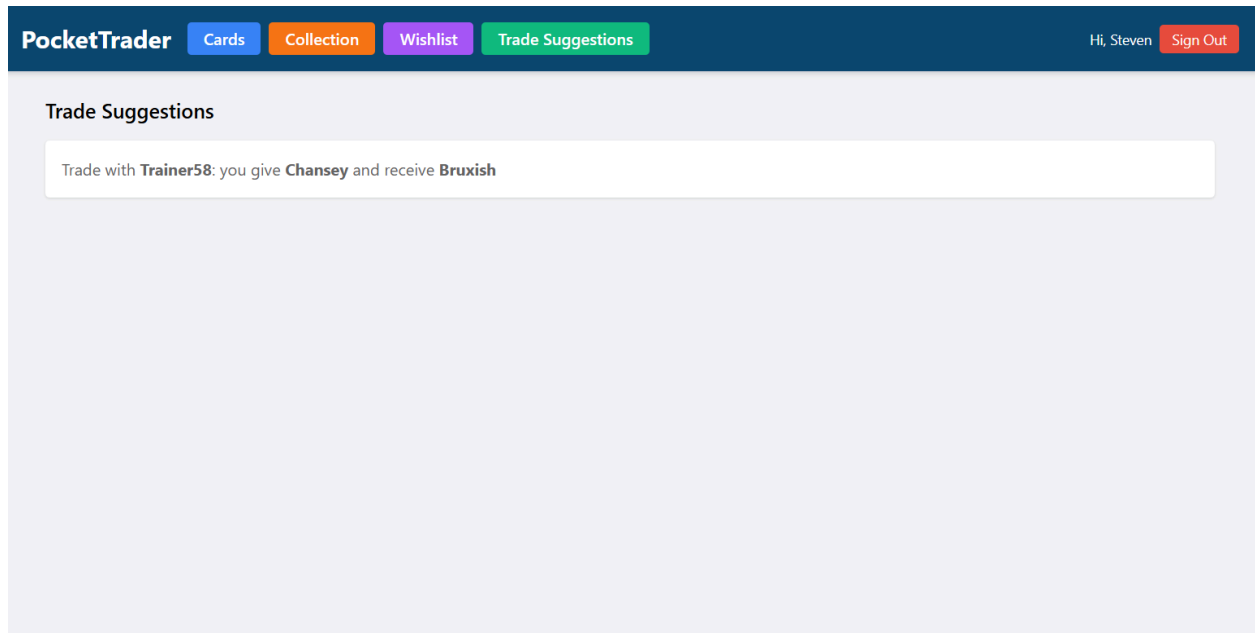 PocketTrader Cards Collection Wishlist Trade Suggestions Hi, Steven Sign Out
Trade Suggestions
Trade with Trainer58: you give Chansey and receive Bruxish